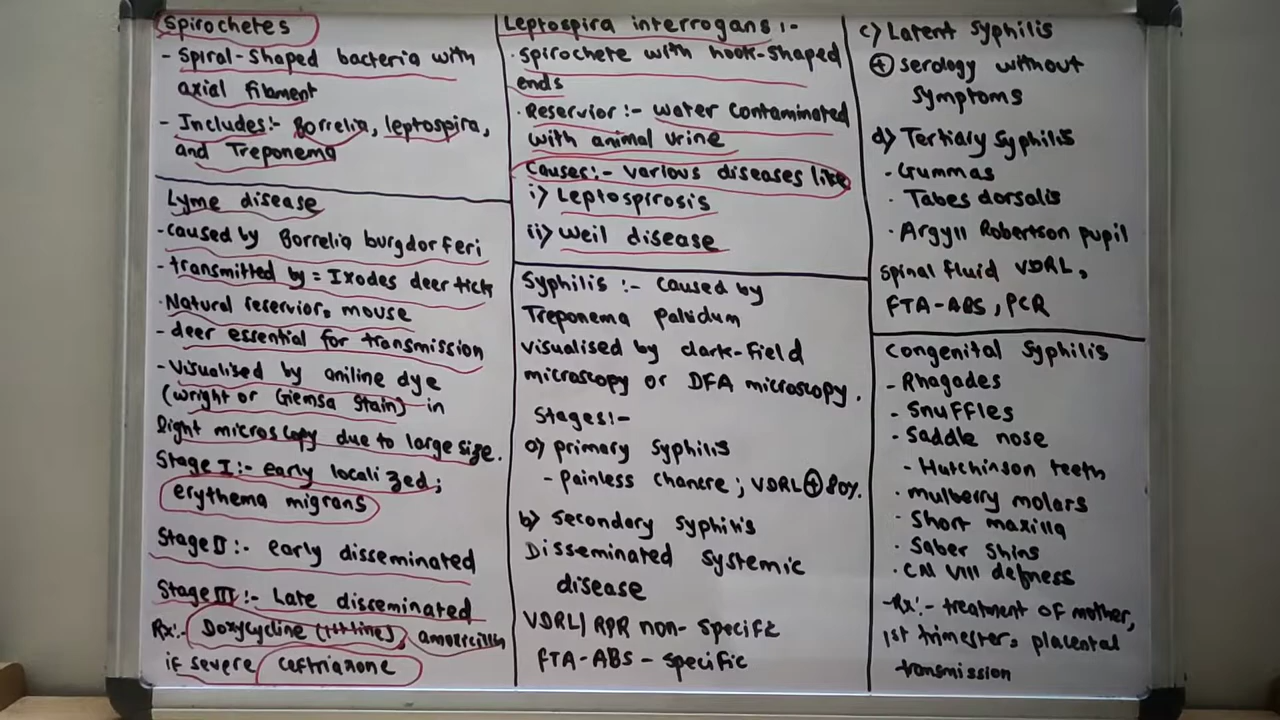 Spirochetes
- Spiral-Shaped bacteria with
axial filament
- Includes:- Borrelia, leptospira,
and Treponema
Lyme disease
- Caused by Borrelia burgdorferi
- transmitted by = Ixodes deer tick
· Natural reservior, mouse
- deer essential for transmission
- Visualised by aniline dye
(wright or Giemsa Stain) in
light microscopy due to large size.
Stage I:- early localized;
erythema migrans
Stage II:- early disseminated
Stage III:- Late disseminated
Rx:- Doxycycline (1st line), amoxicillin
if severe ceftriaxone
Leptospira interrogans :-
· Spirochete with hook-shaped
ends
· Reservior :- water contaminated
with animal urine
Causes:- various diseases like
i) Leptospirosis
ii) Weil disease
Syphilis :- caused by
Treponema palidum
visualised by dark-field
microscopy or DFA microscopy.
Stages:-
a) primary Syphilis
- painless chancre; VDRL ⊕ 80%.
b) Secondary Syphilis
Disseminated systemic
disease
VDRL/ RPR non-specific
FTA-ABS - specific
c) Latent Syphilis
⊕ serology without
symptoms
d) Tertiary Syphilis
· Gummas
· Tabes dorsalis
· Argyll Robertson pupil
Spinal fluid VDRL,
FTA-ABS, PCR
Congenital Syphilis
- Rhagades
· Snuffles
· Saddle nose
- Hutchinson teeth
· mulberry molars
· Short maxilla
· Saber Shins
· CN VIII defness
- Rx:- treatment of mother,
1st trimester, placental
transmission